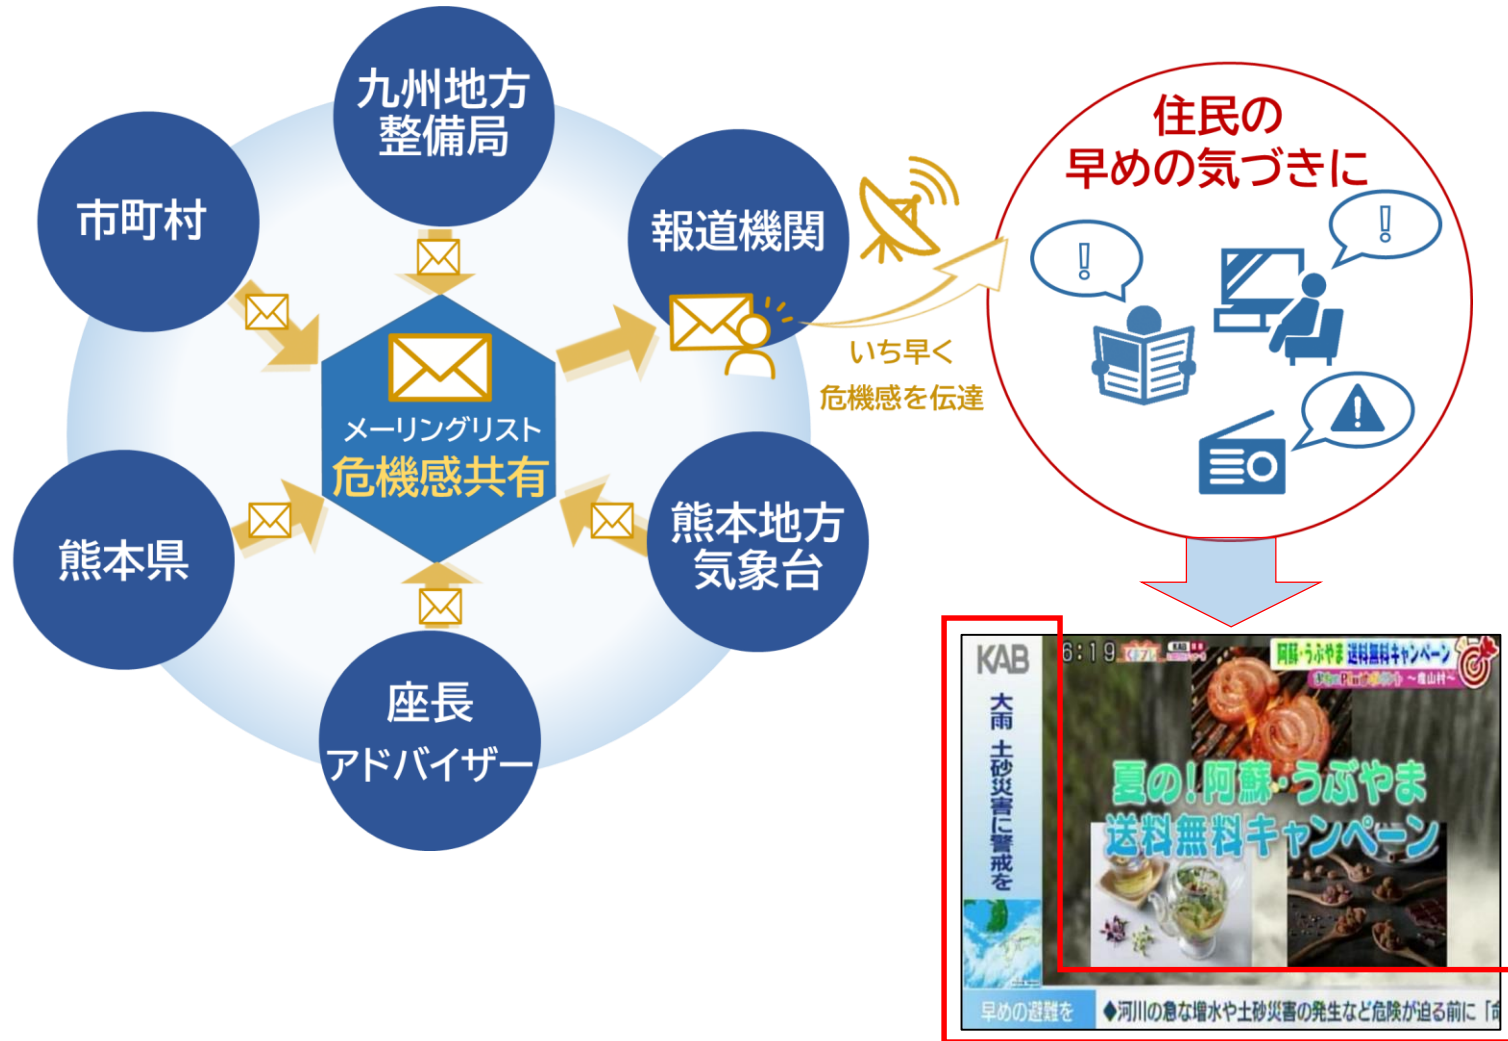 九州地方
整備局
市町村
報道機関
メーリングリスト
危機感共有
熊本県
熊本地方
気象台
座長
アドバイザー
いち早く
危機感を伝達
住民の
早めの気づきに
!
!
!
KAB
6:19
阿蘇・うぶやま 送料無料キャンペーン
〜産山村〜
大雨 土砂災害に警戒を
夏の!阿蘇・うぶやま
送料無料キャンペーン
早めの避難を
◆河川の急な増水や土砂災害の発生など危険が迫る前に「命